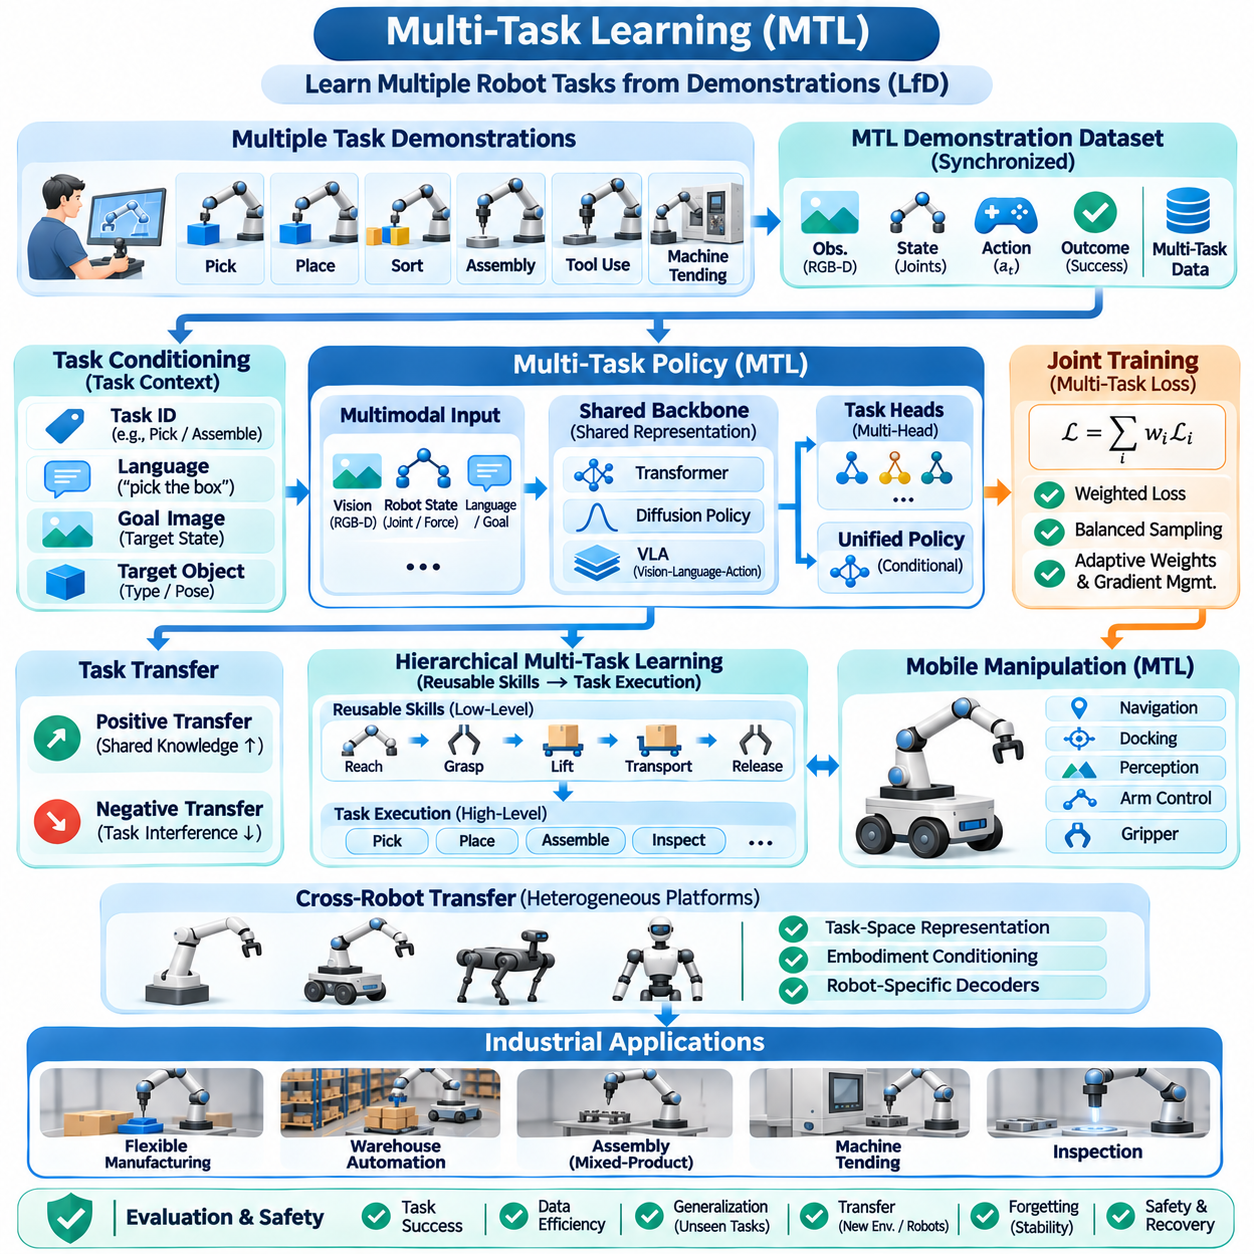 Multi-Task Learning (MTL)
Learn Multiple Robot Tasks from Demonstrations (LfD)
Multiple Task Demonstrations
Pick
Place
Sort
Assembly
Tool Use
Machine
Tending
MTL Demonstration Dataset
(Synchronized)
Obs.
(RGB-D)
State
(Joints)
Action
(a_t)
Outcome
(Success)
Multi-Task
Data
Task Conditioning
(Task Context)
Task ID
(e.g., Pick / Assemble)
Language
(“pick the box”)
Goal Image
(Target State)
Target Object
(Type / Pose)
Multi-Task Policy (MTL)
Multimodal Input
Vision
(RGB-D)
Robot State
(Joint / Force)
Language
/ Goal
...
Shared Backbone
(Shared Representation)
Transformer
Diffusion Policy
VLA
(Vision-Language-Action)
Task Heads
(Multi-Head)
...
Unified Policy
(Conditional)
Joint Training
(Multi-Task Loss)
ℒ = ∑_i w_i ℒ_i
Weighted Loss
Balanced Sampling
Adaptive Weights
& Gradient Mgmt.
Task Transfer
Positive Transfer
(Shared Knowledge ↑)
Negative Transfer
(Task Interference ↓)
Hierarchical Multi-Task Learning
(Reusable Skills → Task Execution)
Reusable Skills (Low-Level)
Reach
Grasp
Lift
Transport
Release
Task Execution (High-Level)
Pick
Place
Assemble
Inspect
...
Mobile Manipulation (MTL)
Navigation
Docking
Perception
Arm Control
Gripper
Cross-Robot Transfer (Heterogeneous Platforms)
Task-Space Representation
Embodiment Conditioning
Robot-Specific Decoders
Industrial Applications
Flexible
Manufacturing
Warehouse
Automation
Assembly
(Mixed-Product)
Machine
Tending
Inspection
Evaluation & Safety
Task
Success
Data
Efficiency
Generalization
(Unseen Tasks)
Transfer
(New Env. / Robots)
Forgetting
(Stability)
Safety &
Recovery